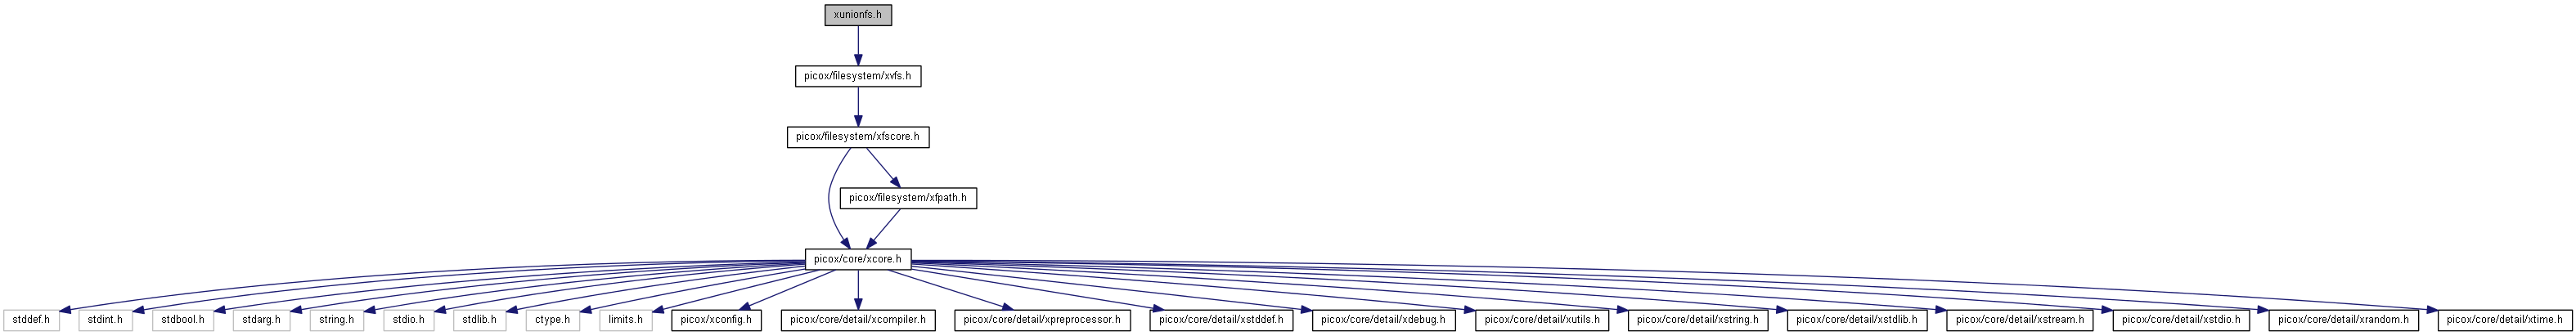 xunionfs.h
picox/filesystem/xvfs.h
picox/filesystem/xfscore.h
picox/filesystem/xfpath.h
picox/core/xcore.h
stddef.h
stdint.h
stdbool.h
stdarg.h
string.h
stdio.h
stdlib.h
ctype.h
limits.h
picox/xconfig.h
picox/core/detail/xcompiler.h
picox/core/detail/xpreprocessor.h
picox/core/detail/xstddef.h
picox/core/detail/xdebug.h
picox/core/detail/xutils.h
picox/core/detail/xstring.h
picox/core/detail/xstdlib.h
picox/core/detail/xstream.h
picox/core/detail/xstdio.h
picox/core/detail/xrandom.h
picox/core/detail/xtime.h